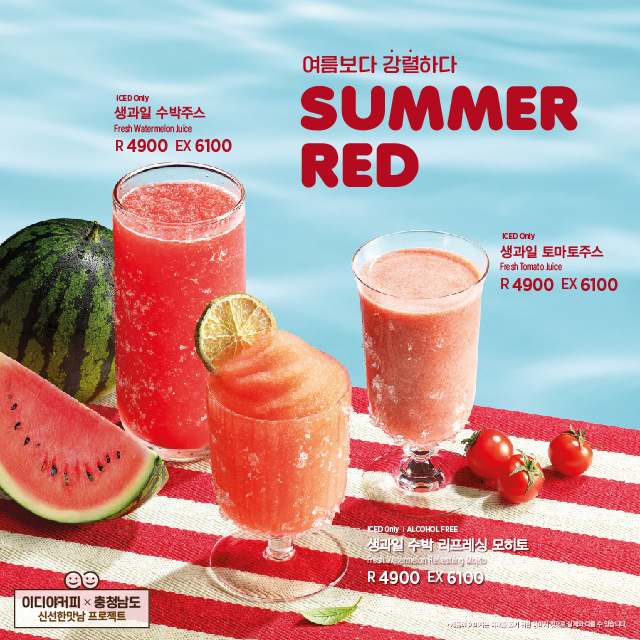 여름보다 강렬하다
SUMMER
RED
ICED Only
생과일 수박주스
Fresh Watermelon Juice
R 4900 EX 6100
ICED Only
생과일 토마토주스
Fresh Tomato Juice
R 4900 EX 6100
ICED Only | ALCOHOL FREE
생과일 수박 리프레싱 모히토
Fresh Watermelon Refreshing Mojito
R 4900 EX 6100
이디야커피 × 충청남도
신선한맛남 프로젝트